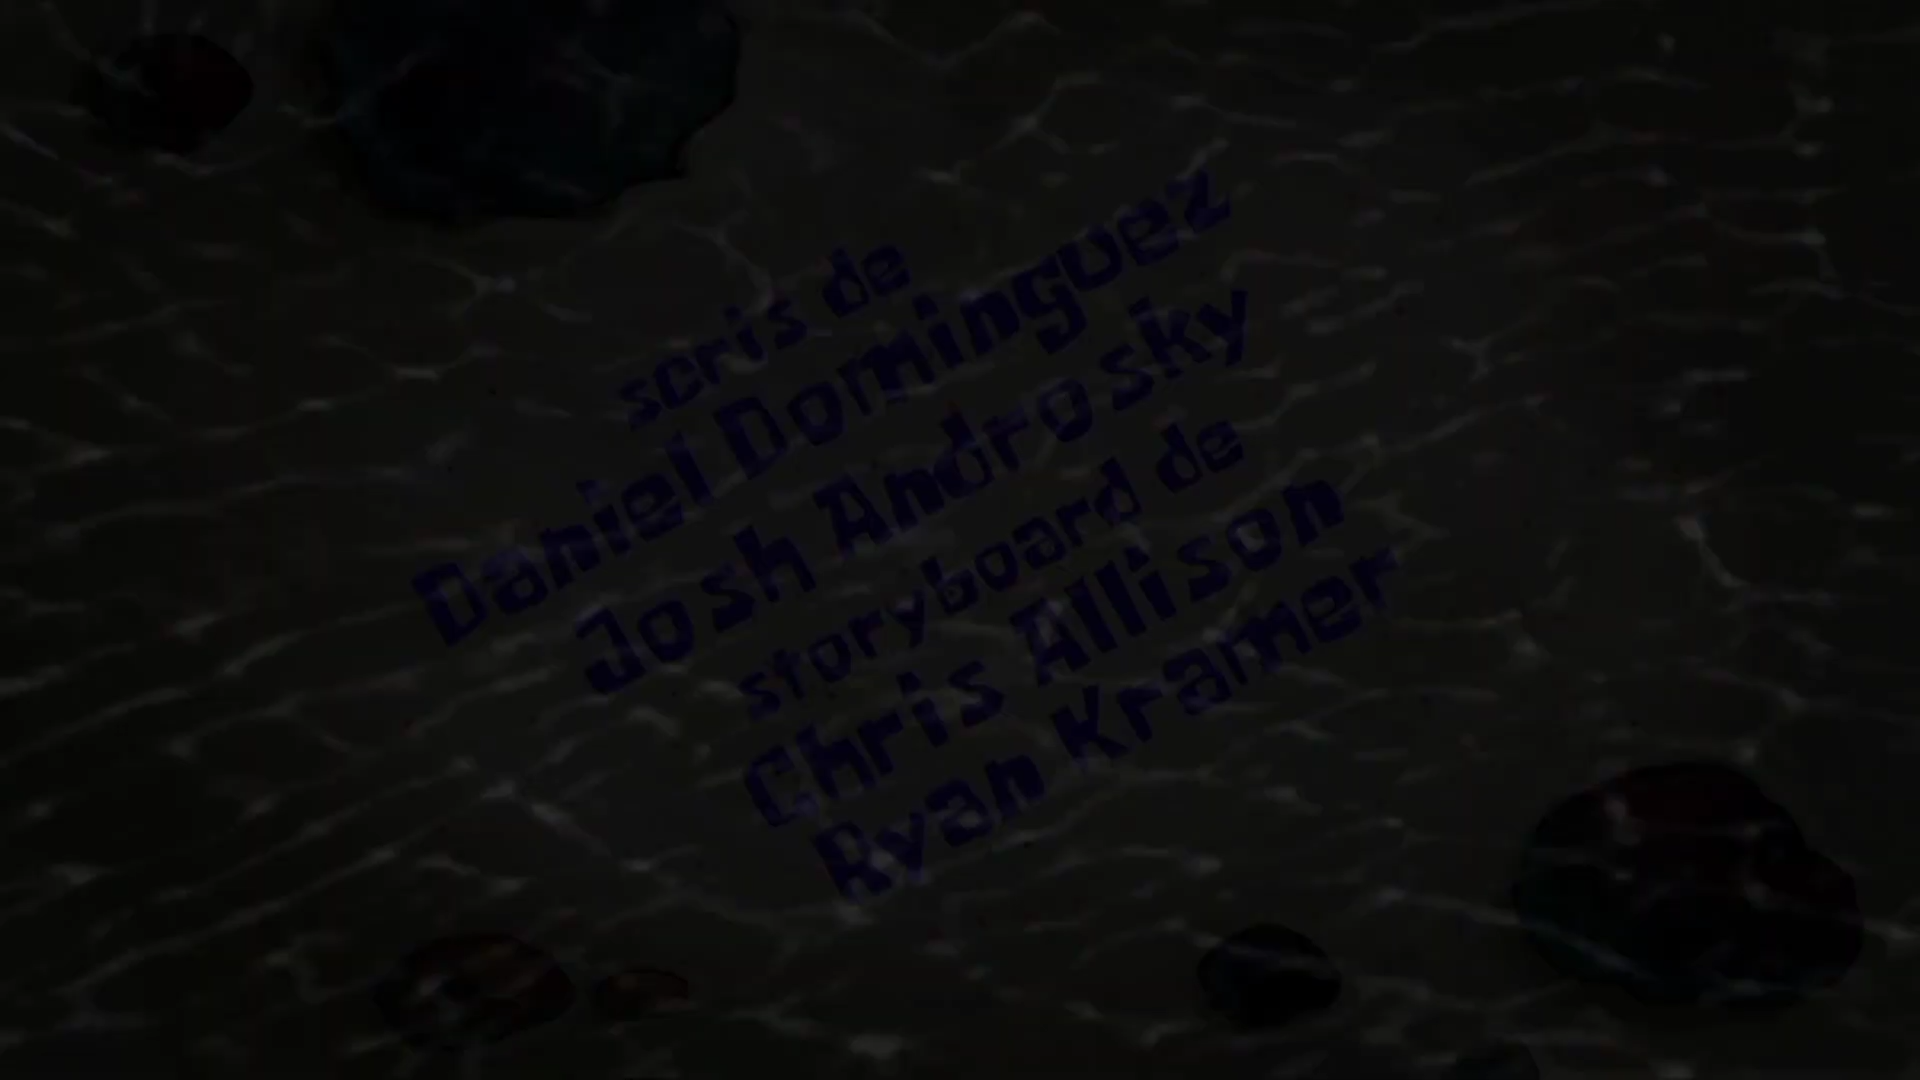 scris de
Daniel Dominguez
Josh Androsky
storyboard de
Chris Allison
Ryan Kramer